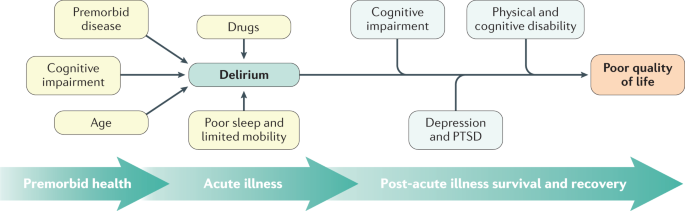 Premorbid
disease
Drugs
Cognitive
impairment
Physical and
cognitive disability
Cognitive
impairment
Delirium
Poor quality
of life
Age
Poor sleep and
limited mobility
Depression
and PTSD
Premorbid health
Acute illness
Post-acute illness survival and recovery